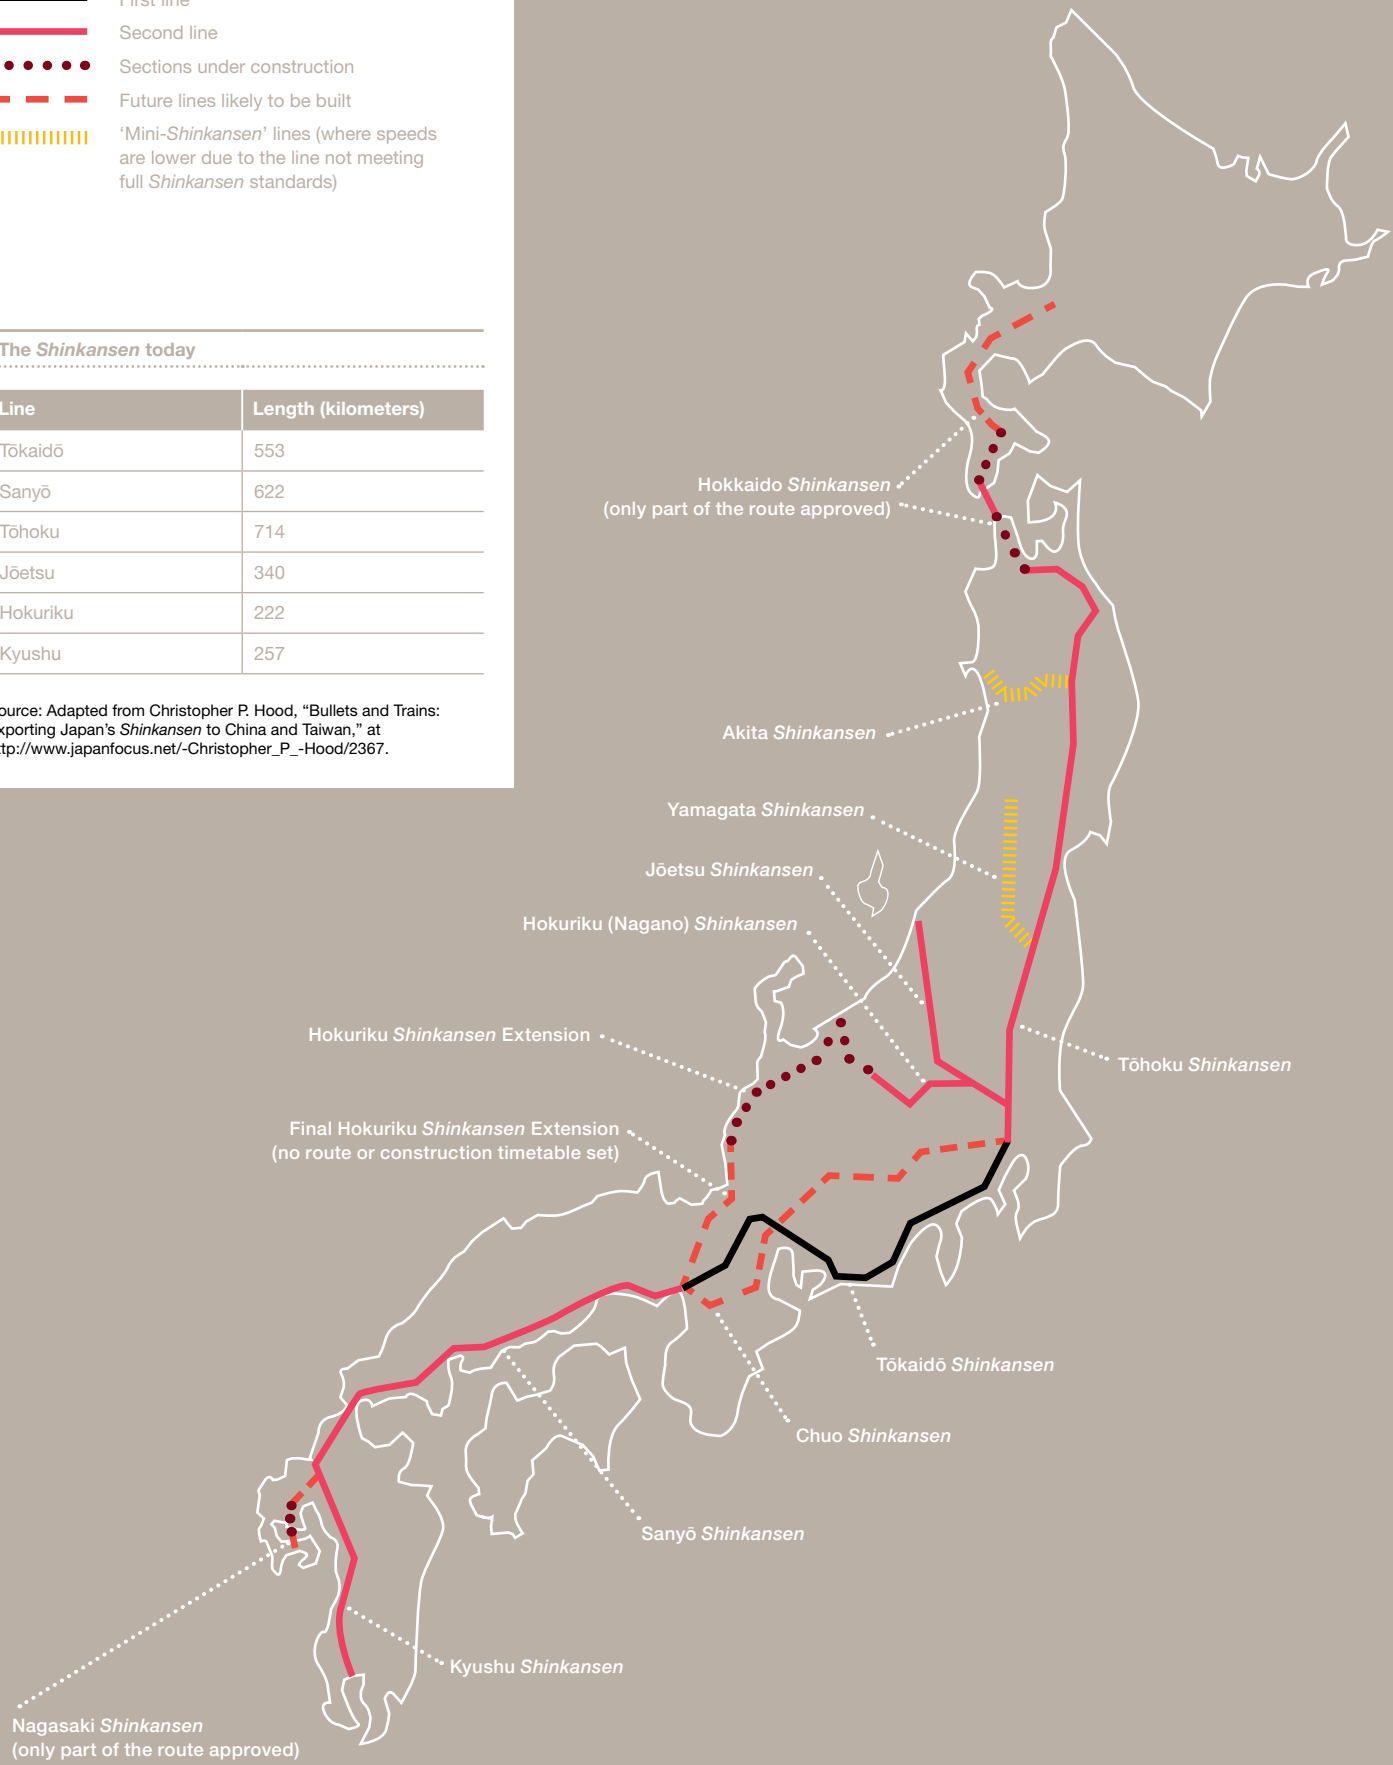 First line
Second line
Sections under construction
Future lines likely to be built
‘Mini-Shinkansen’ lines (where speeds
are lower due to the line not meeting
full Shinkansen standards)
The Shinkansen today
Line Length (kilometers)
Tōkaidō 553
Sanyō 622
Tōhoku 714
Jōetsu 340
Hokuriku 222
Kyushu 257
ource: Adapted from Christopher P. Hood, “Bullets and Trains:
xporting Japan’s Shinkansen to China and Taiwan,” at
tp://www.japanfocus.net/-Christopher_P_-Hood/2367.
Hokkaido Shinkansen
(only part of the route approved)
Akita Shinkansen
Yamagata Shinkansen
Jōetsu Shinkansen
Hokuriku (Nagano) Shinkansen
Hokuriku Shinkansen Extension
Tōhoku Shinkansen
Final Hokuriku Shinkansen Extension
(no route or construction timetable set)
Tōkaidō Shinkansen
Chuo Shinkansen
Sanyō Shinkansen
Kyushu Shinkansen
Nagasaki Shinkansen
(only part of the route approved)